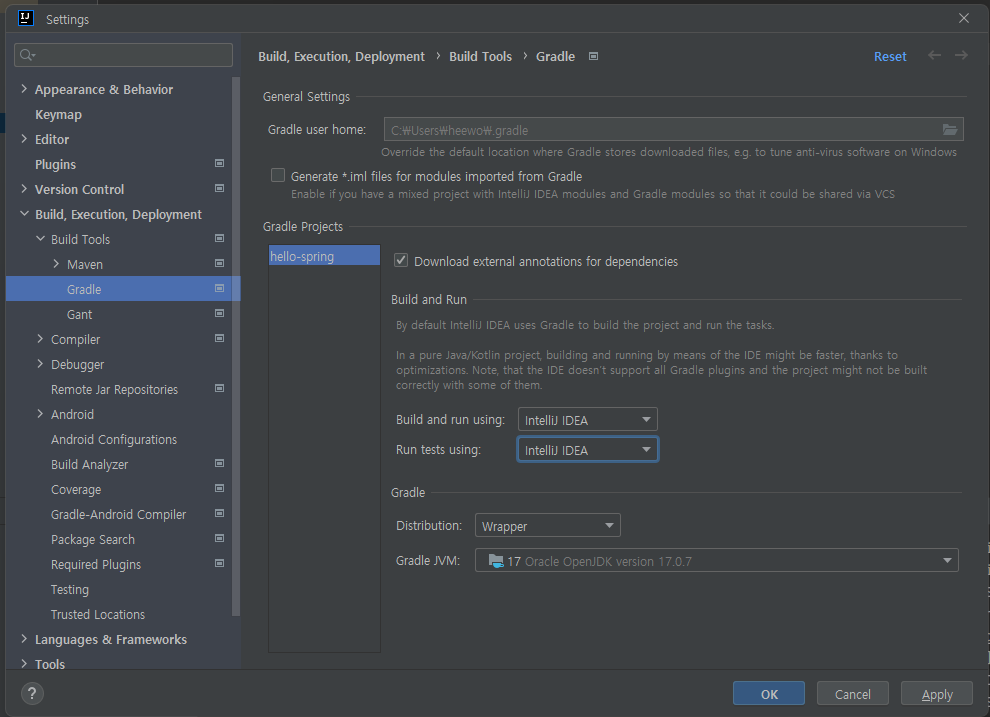 Settings
Build, Execution, Deployment › Build Tools › Gradle
Reset
Appearance & Behavior
Keymap
Editor
Plugins
Version Control
Build, Execution, Deployment
Build Tools
Maven
Gradle
Gant
Compiler
Debugger
Remote Jar Repositories
Android
Android Configurations
Build Analyzer
Coverage
Gradle-Android Compiler
Package Search
Required Plugins
Testing
Trusted Locations
Languages & Frameworks
Tools
General Settings
Gradle user home: C:₩Users₩heewo₩.gradle
Override the default location where Gradle stores downloaded files, e.g. to tune anti-virus software on Windows
Generate *.iml files for modules imported from Gradle
Enable if you have a mixed project with IntelliJ IDEA modules and Gradle modules so that it could be shared via VCS
Gradle Projects
hello-spring
Download external annotations for dependencies
Build and Run
By default IntelliJ IDEA uses Gradle to build the project and run the tasks.
In a pure Java/Kotlin project, building and running by means of the IDE might be faster, thanks to
optimizations. Note, that the IDE doesn't support all Gradle plugins and the project might not be built
correctly with some of them.
Build and run using: IntelliJ IDEA
Run tests using: IntelliJ IDEA
Gradle
Distribution: Wrapper
Gradle JVM: 17 Oracle OpenJDK version 17.0.7
?
OK
Cancel
Apply